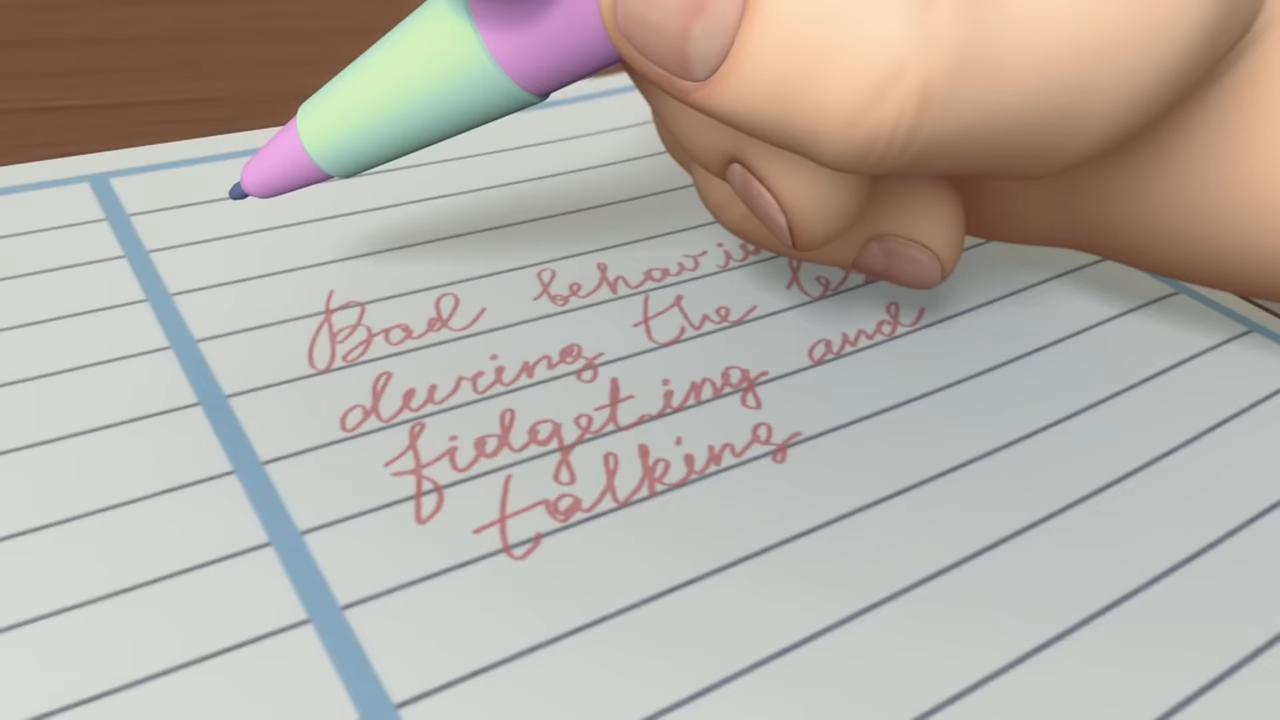 Bad
during the
fidgeting and
talking